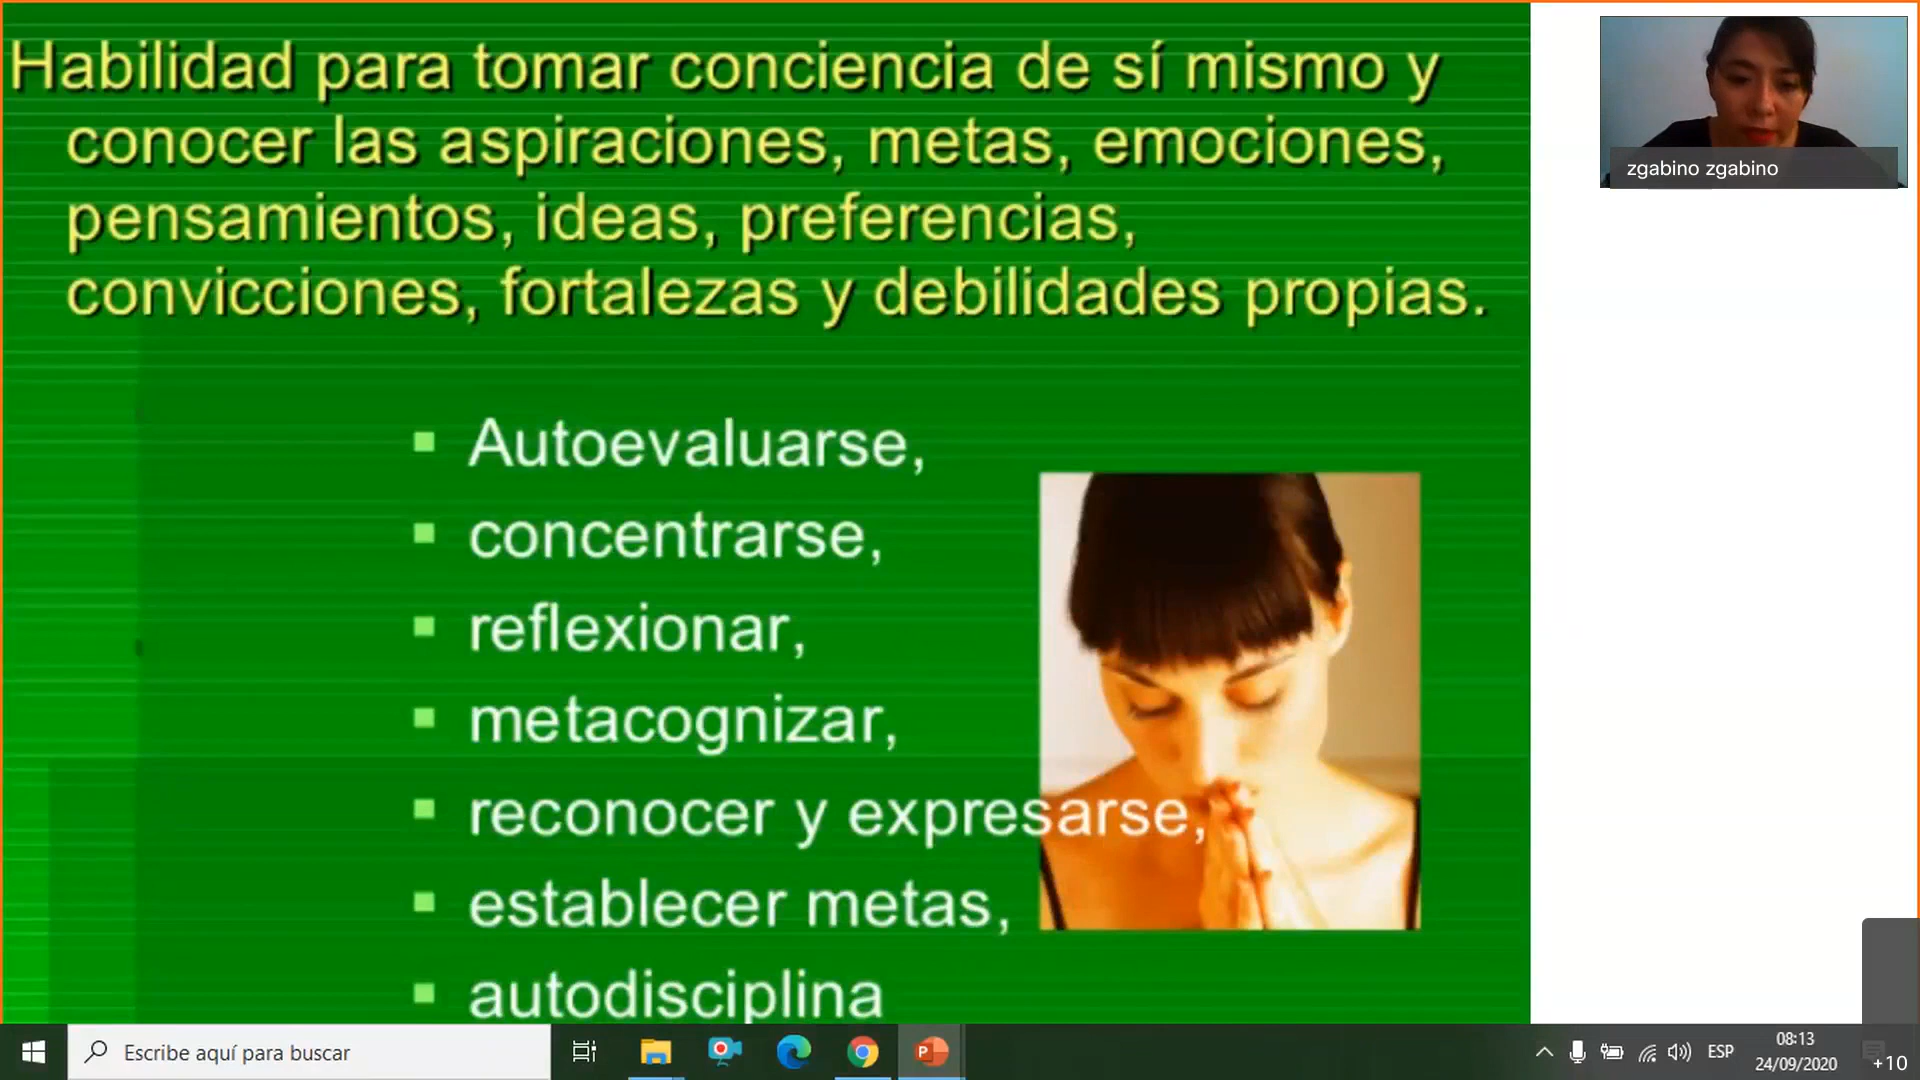 Habilidad para tomar conciencia de sí mismo y
conocer las aspiraciones, metas, emociones,
pensamientos, ideas, preferencias,
convicciones, fortalezas y debilidades propias.
Autoevaluarse,
concentrarse,
reflexionar,
metacognizar,
reconocer y expresarse,
establecer metas,
autodisciplina
zgabino zgabino
Escribe aquí para buscar
ESP
08:13
24/09/2020
+10